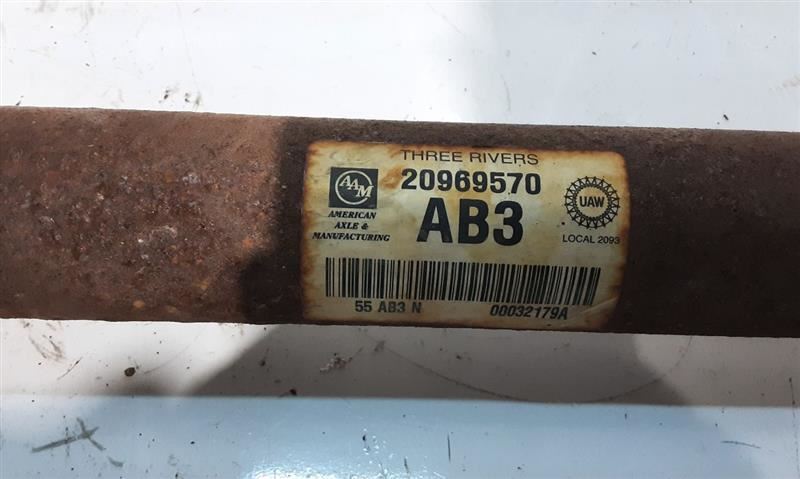 THREE RIVERS
AAM
20969570
AMERICAN
AXLE &
MANUFACTURING
AB3
UAW
LOCAL 2093
55 AB3 N
00032179A